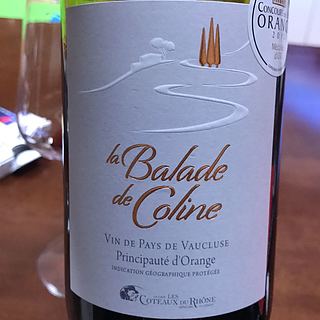 CONCOURS
ORANGE
la Balade
de Coline
VIN DE PAYS DE VAUCLUSE
Principauté d'Orange
INDICATION GÉOGRAPHIQUE PROTÉGÉE
LES
COTEAUX DU RHÔNE